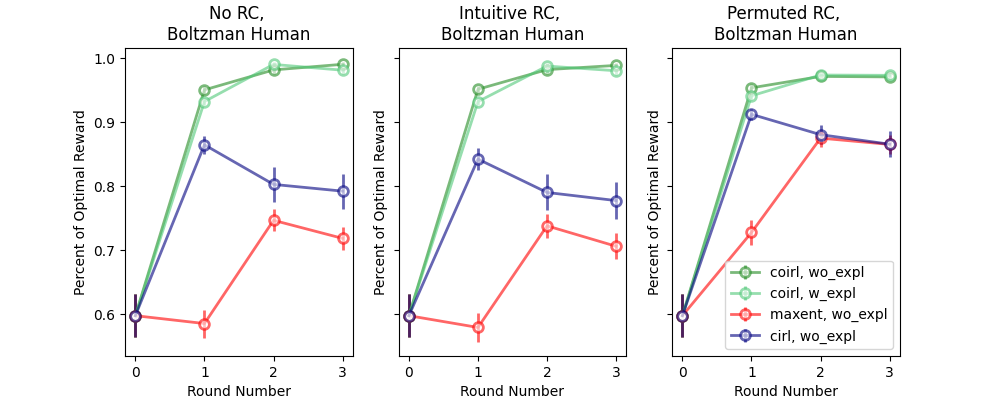 No RC,
Boltzman Human
Intuitive RC,
Boltzman Human
Permuted RC,
Boltzman Human
Percent of Optimal Reward
1.0
0.9
0.8
0.7
0.6
0
1
2
3
Round Number
Percent of Optimal Reward
0
1
2
3
Round Number
Percent of Optimal Reward
coirl, wo_expl
coirl, w_expl
maxent, wo_expl
cirl, wo_expl
0
1
2
3
Round Number